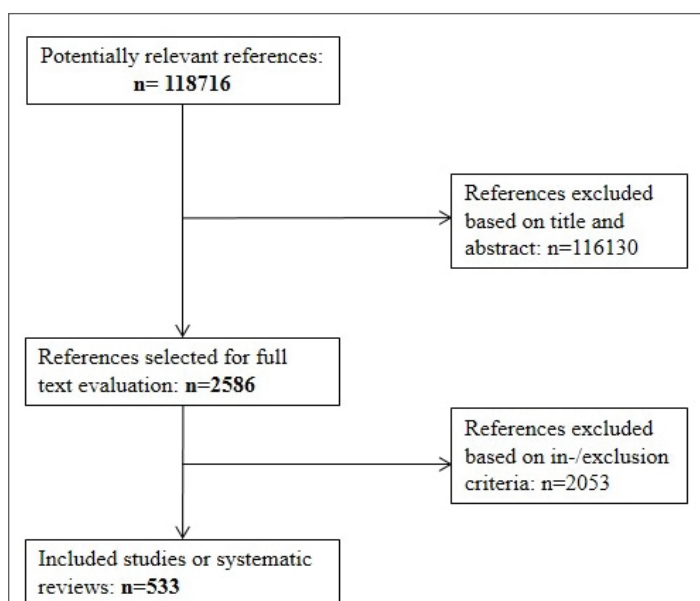 Potentially relevant references:
n= 118716
References excluded
based on title and
abstract: n=116130
References selected for full
text evaluation: n=2586
References excluded
based on in-/exclusion
criteria: n=2053
Included studies or systematic
reviews: n=533